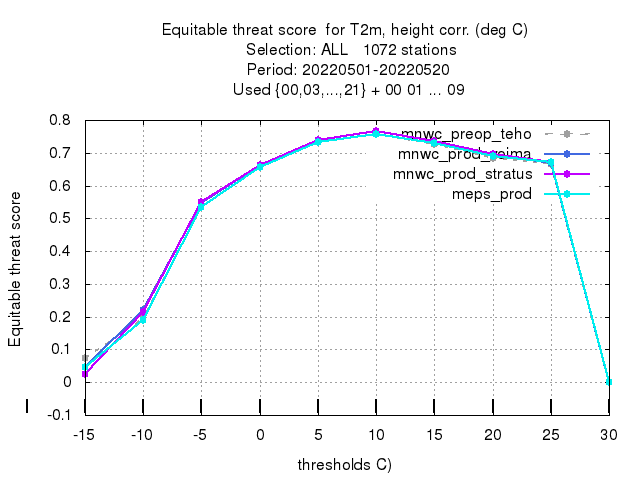 Equitable threat score  for T2m, height corr. (deg C)
Selection: ALL   1072 stations
Period: 20220501-20220520
Used {00,03,...,21} + 00 01 ... 09
mnwc_preop_teho
mnwc_prod_reima
mnwc_prod_stratus
meps_prod
Equitable threat score
0.8
0.7
0.6
0.5
0.4
0.3
0.2
0.1
0
-0.1
-15 -10 -5 0 5 10 15 20 25 30
thresholds C)